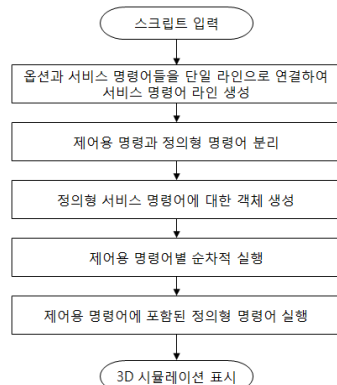 스크립트 입력
옵션과 서비스 명령어들을 단일 라인으로 연결하여
서비스 명령어 라인 생성
제어용 명령과 정의형 명령어 분리
정의형 서비스 명령어에 대한 객체 생성
제어용 명령어별 순차적 실행
제어용 명령어에 포함된 정의형 명령어 실행
3D 시뮬레이션 표시